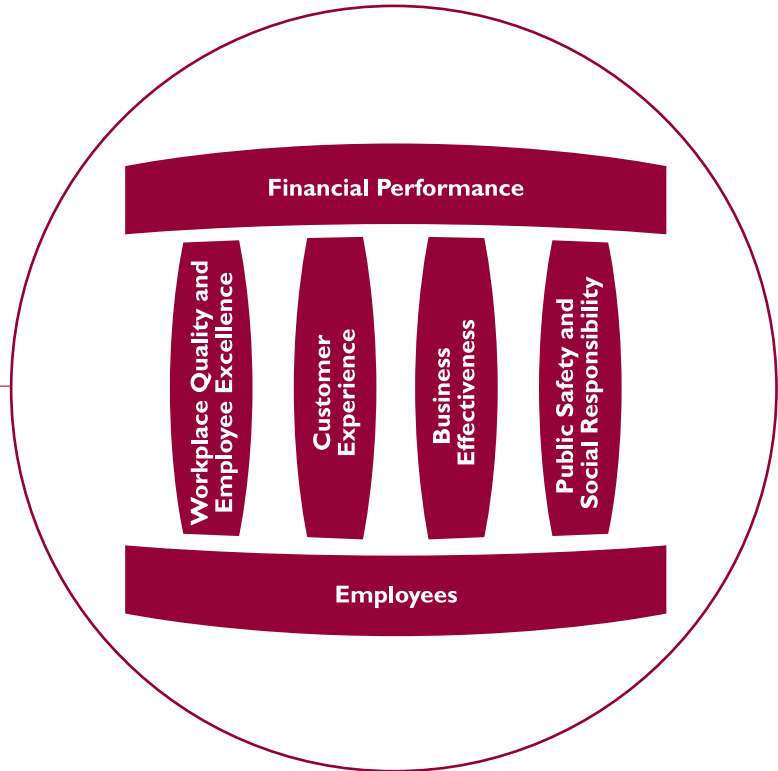 Financial Performance
Workplace Quality and
Employee Excellence
Customer
Experience
Business
Effectiveness
Public Safety and
Social Responsibility
Employees